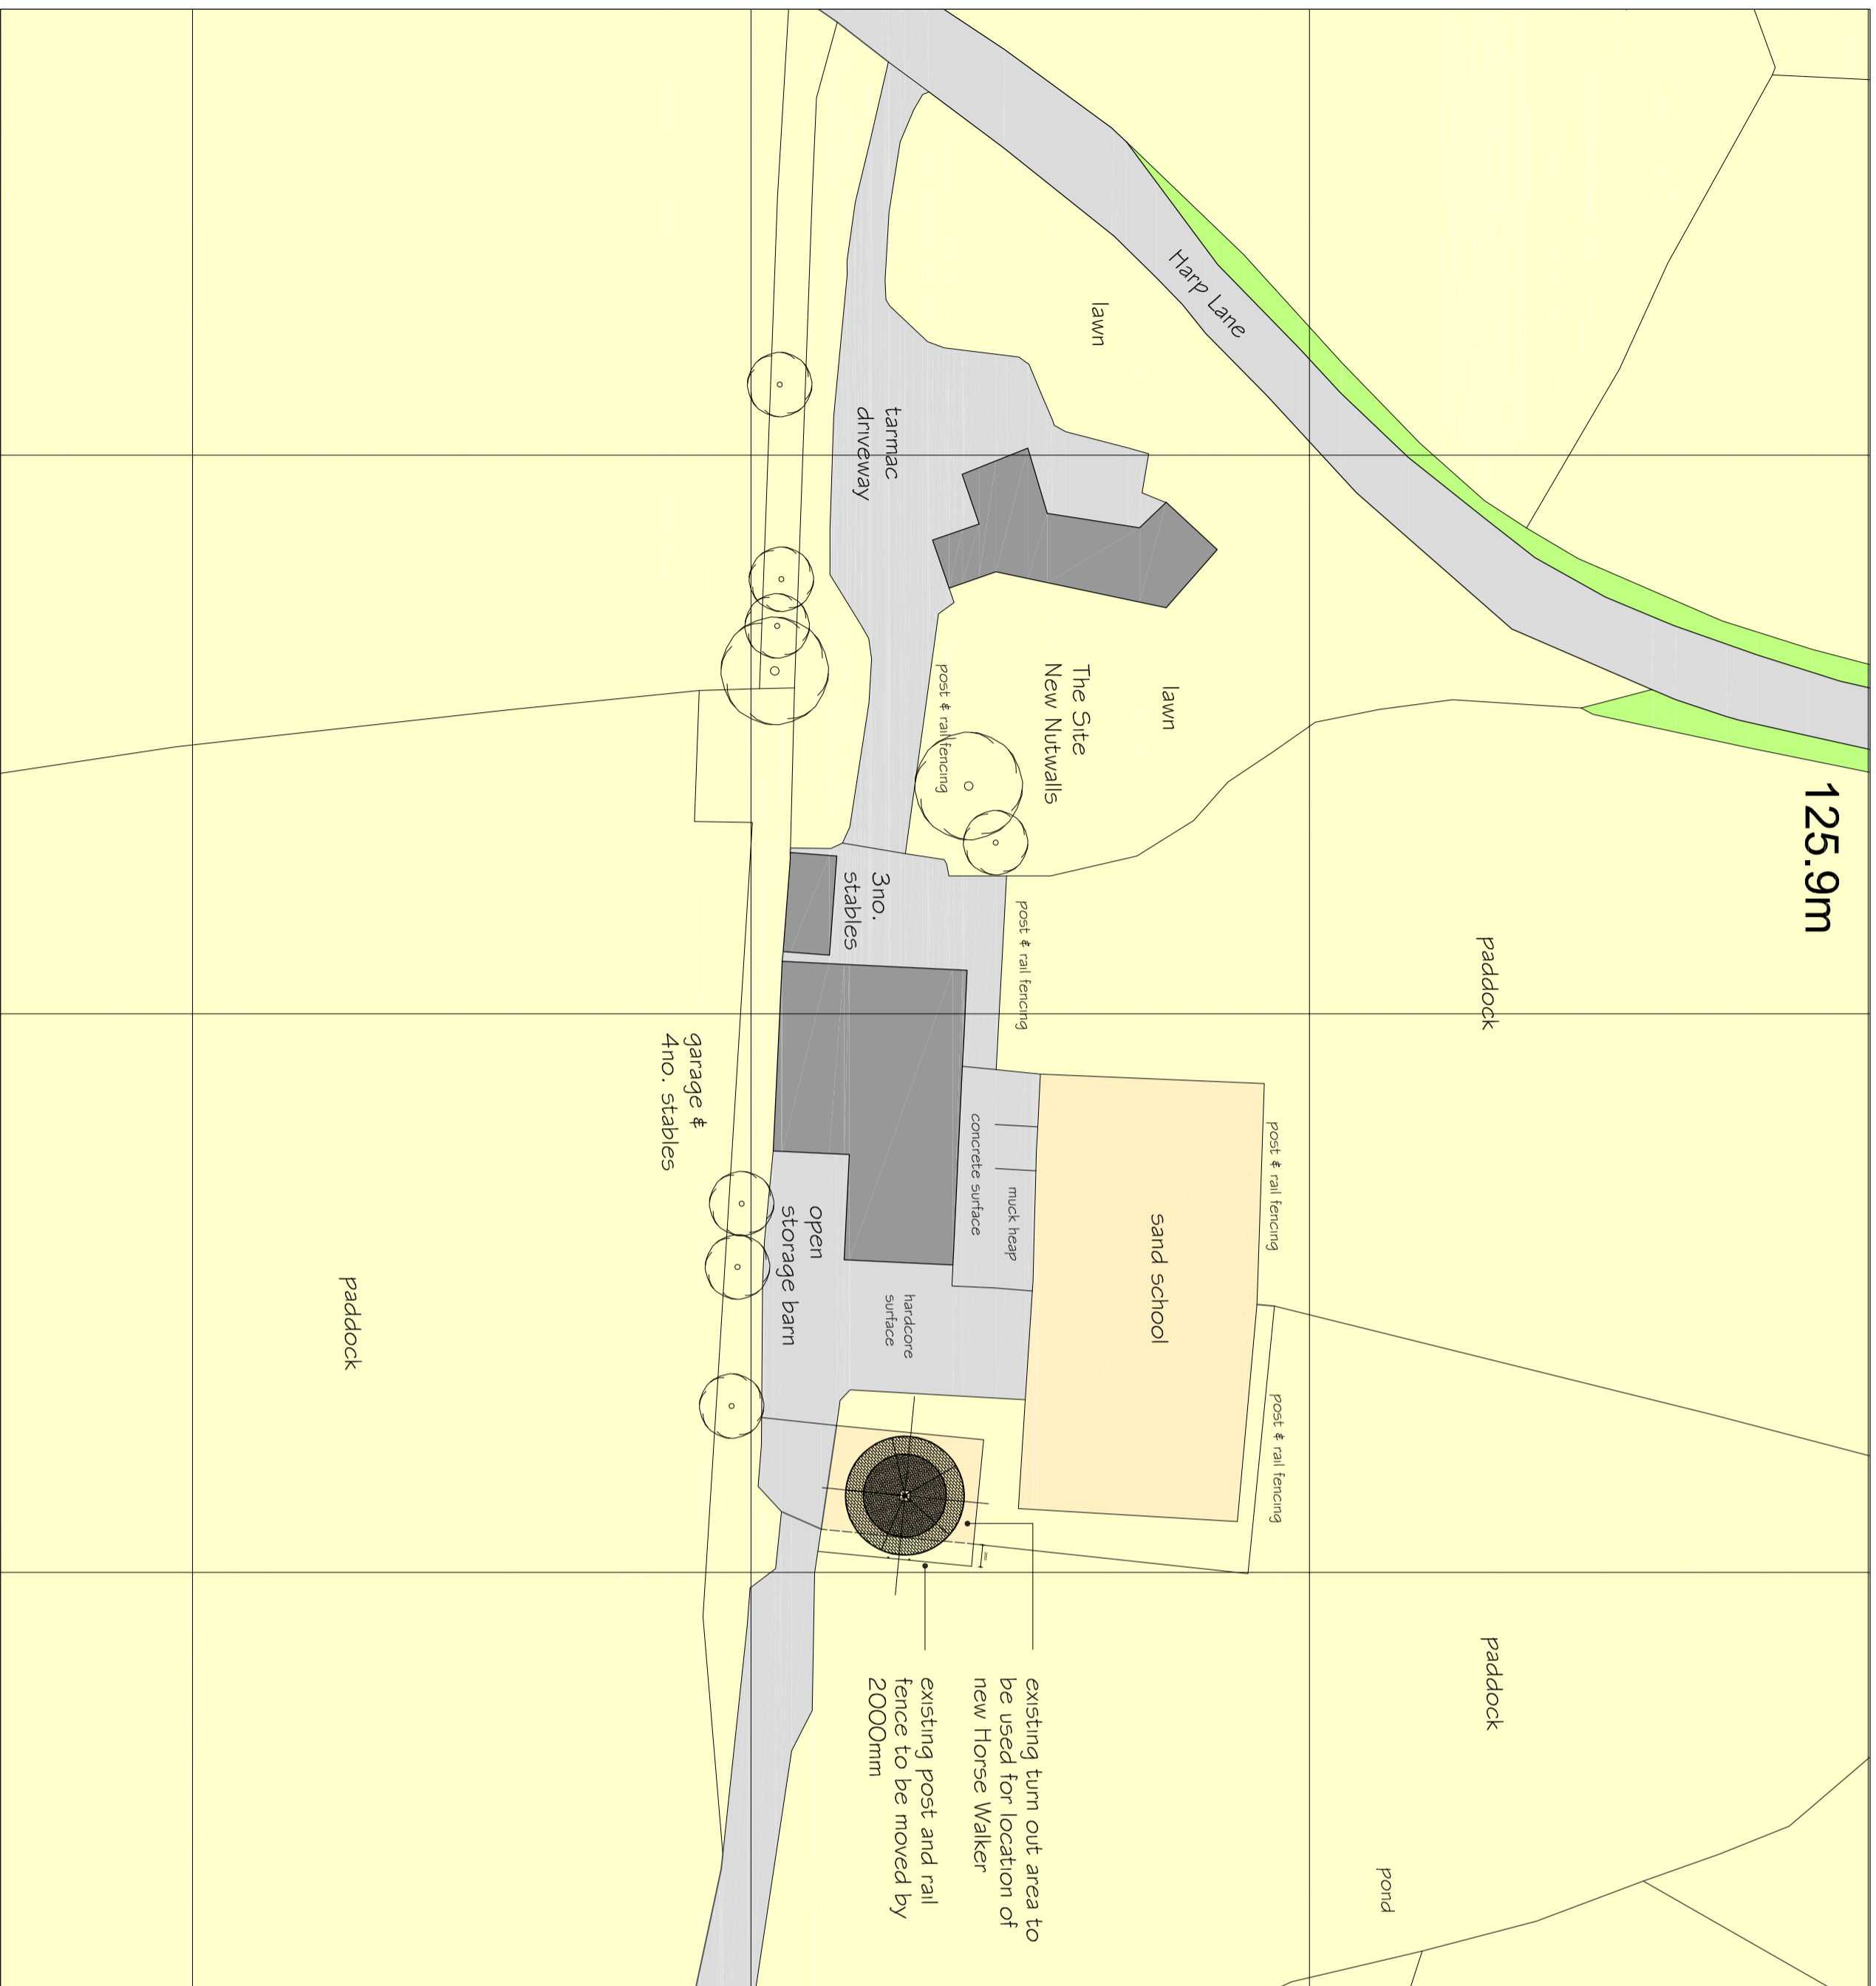 125.9m
Harp Lane
lawn
tarmac
driveway
The Site
New Nutwalls
lawn
post & rail fencing
paddock
3no.
stables
post & rail fencing
garage &
4no. stables
concrete surface
muck heap
sand school
post & rail fencing
open
storage barn
hardcore
surface
paddock
post & rail fencing
existing turn out area to
be used for location of
new Horse Walker
existing post and rail
fence to be moved by
2000mm
paddock
pond